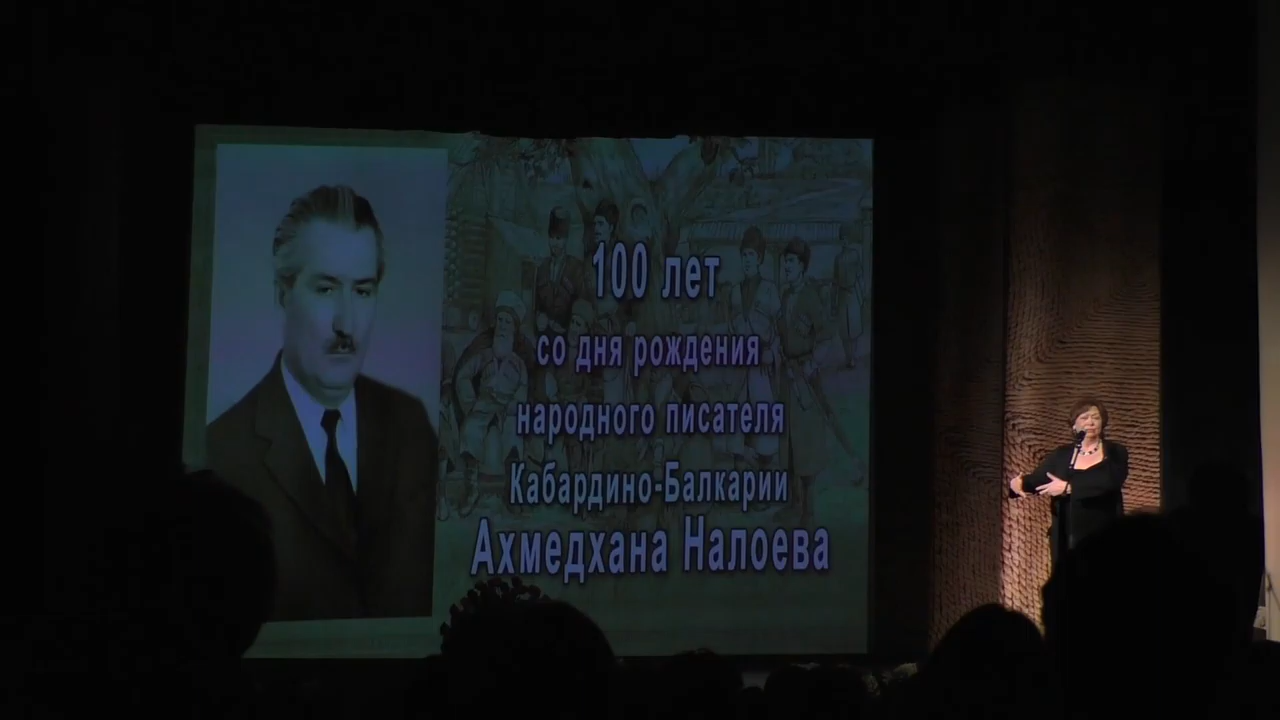 100 лет
со дня рождения
народного писателя
Кабардино-Балкарии
Ахмедхана Налоева